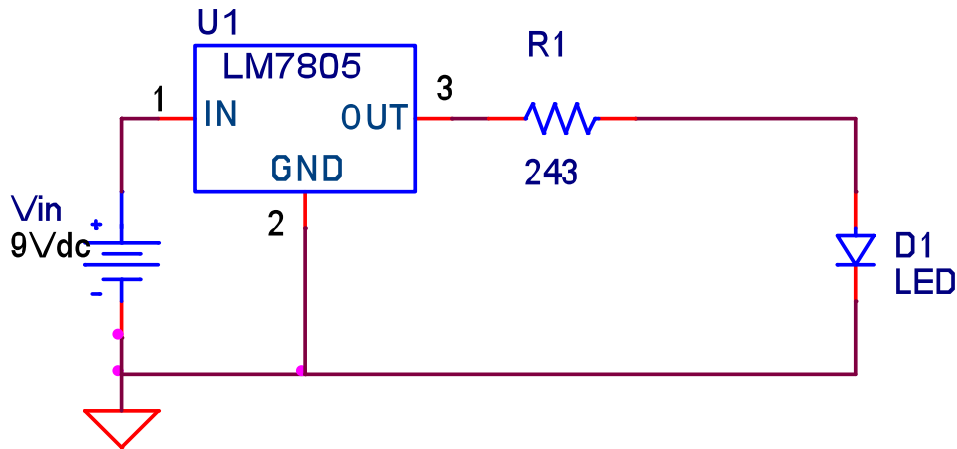 U1
LM7805
R1
1
IN
OUT
3
GND
243
2
Vin
9Vdc
+
-
D1
LED